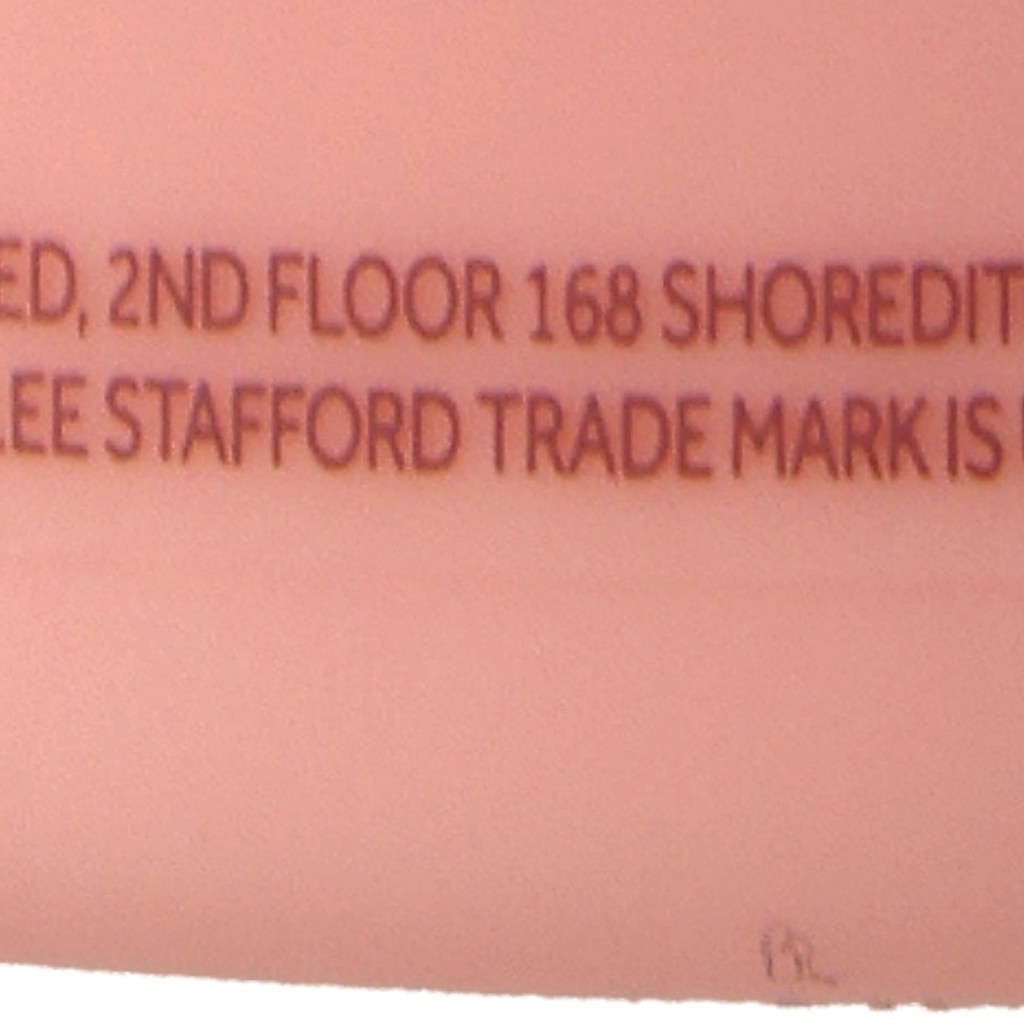 ED, 2ND FLOOR 168 SHOREDIT
LEE STAFFORD TRADE MARK IS